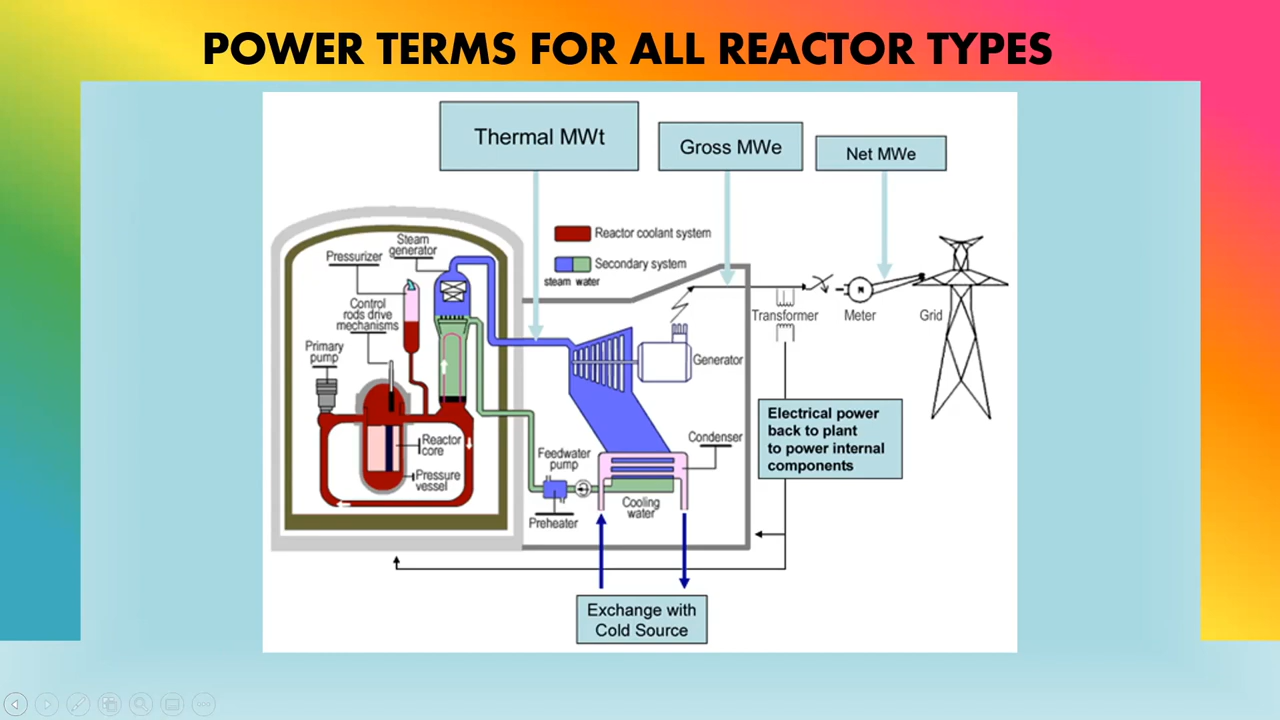 POWER TERMS FOR ALL REACTOR TYPES
Thermal MWt
Gross MWe
Net MWe
Reactor coolant system
Secondary system
steam water
Steam
generator
Pressurizer
Control
rods drive
mechanisms
Primary
pump
Reactor
core
Pressure
vessel
Generator
Transformer
M
Meter
Grid
Electrical power
back to plant
to power internal
components
Condenser
Feedwater
pump
Preheater
Cooling
water
Exchange with
Cold Source